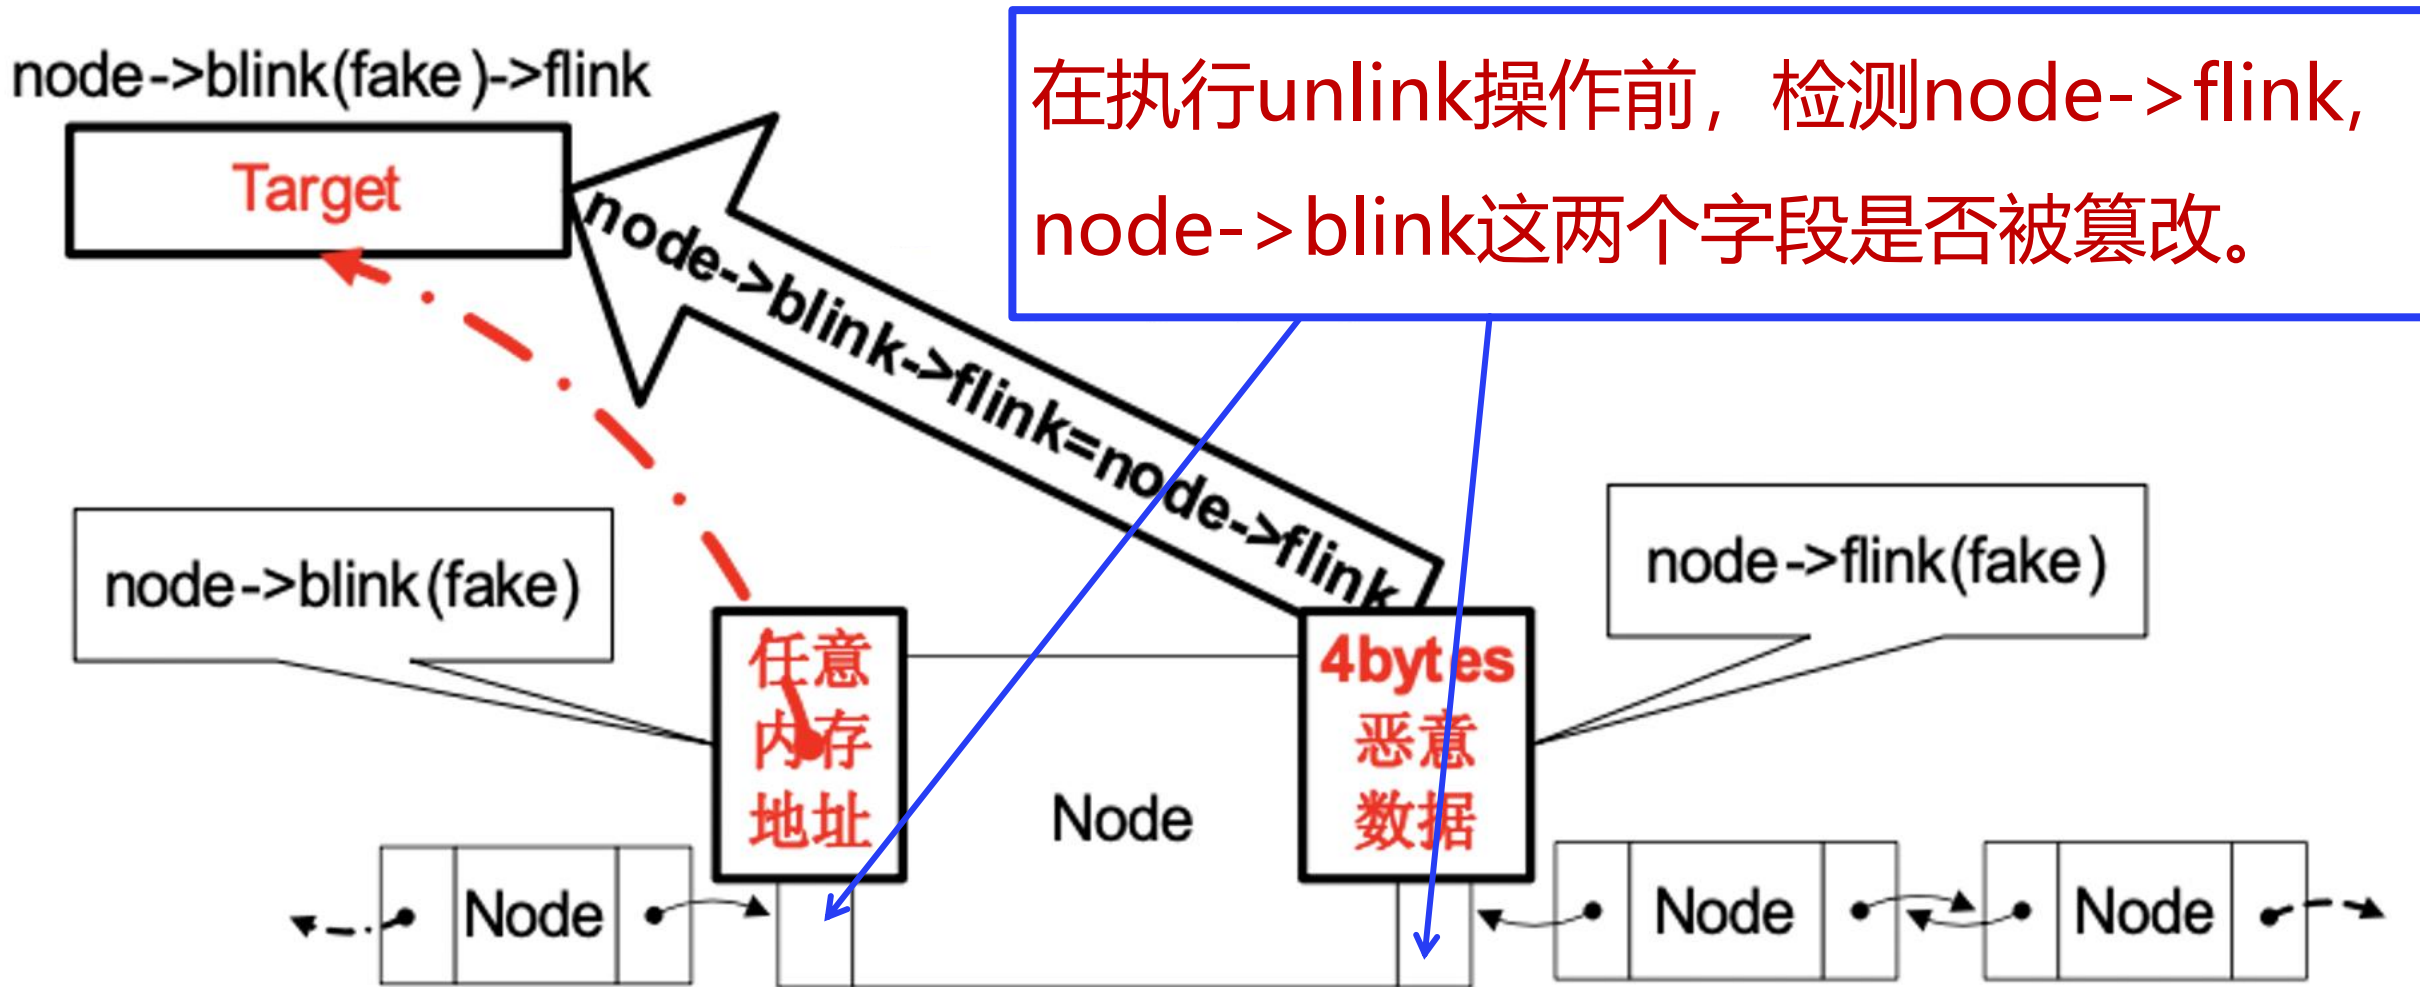 node->blink(fake)->flink
在执行unlink操作前，检测node->flink,
node->blink这两个字段是否被篡改。
Target
node->blink->flink=node->flink
node->blink(fake)
node->flink(fake)
任意
内存
地址
4bytes
恶意
数据
Node
Node
Node
Node